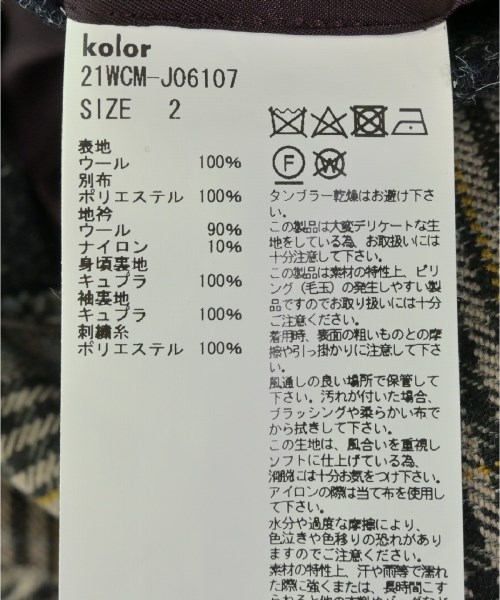 kolor
21WCM-J06107
SIZE 2
表地
ウール 100%
別布
ポリエステル 100%
地衿
ウール 90%
ナイロン 10%
身頃裏地
キュプラ 100%
袖裏地
キュプラ 100%
刺繍糸
ポリエステル 100%
F
W
タンブラー乾燥はお避け下さ
い。
この製品は大変デリケートな生
地をしている為、お取扱いには
十分注意して下さい。
この製品は素材の特性上、ピリ
ング（毛玉）の発生しやすい製
品ですのでお取り扱いには十分
ご注意ください。
着用時、表面の粗いものとの摩
擦や引っ掛かりに注意して下さ
い。
風通しの良い場所で保管して
下さい。汚れが付いた場合、
ブラッシングや柔らかい布で
から拭きして下さい。
この生地は、風合いを重視し
ソフトに仕上げている為、
消脱には十分お気をつけ下さい。
アイロンの際は当て布を使用し
て下さい。
水分や過度な摩擦により、
色泣きや色移りの恐れがあり
ますのでご注意ください。
素材の特性上、汗や雨等で濡れ
た際に強くまたは、長時間こす